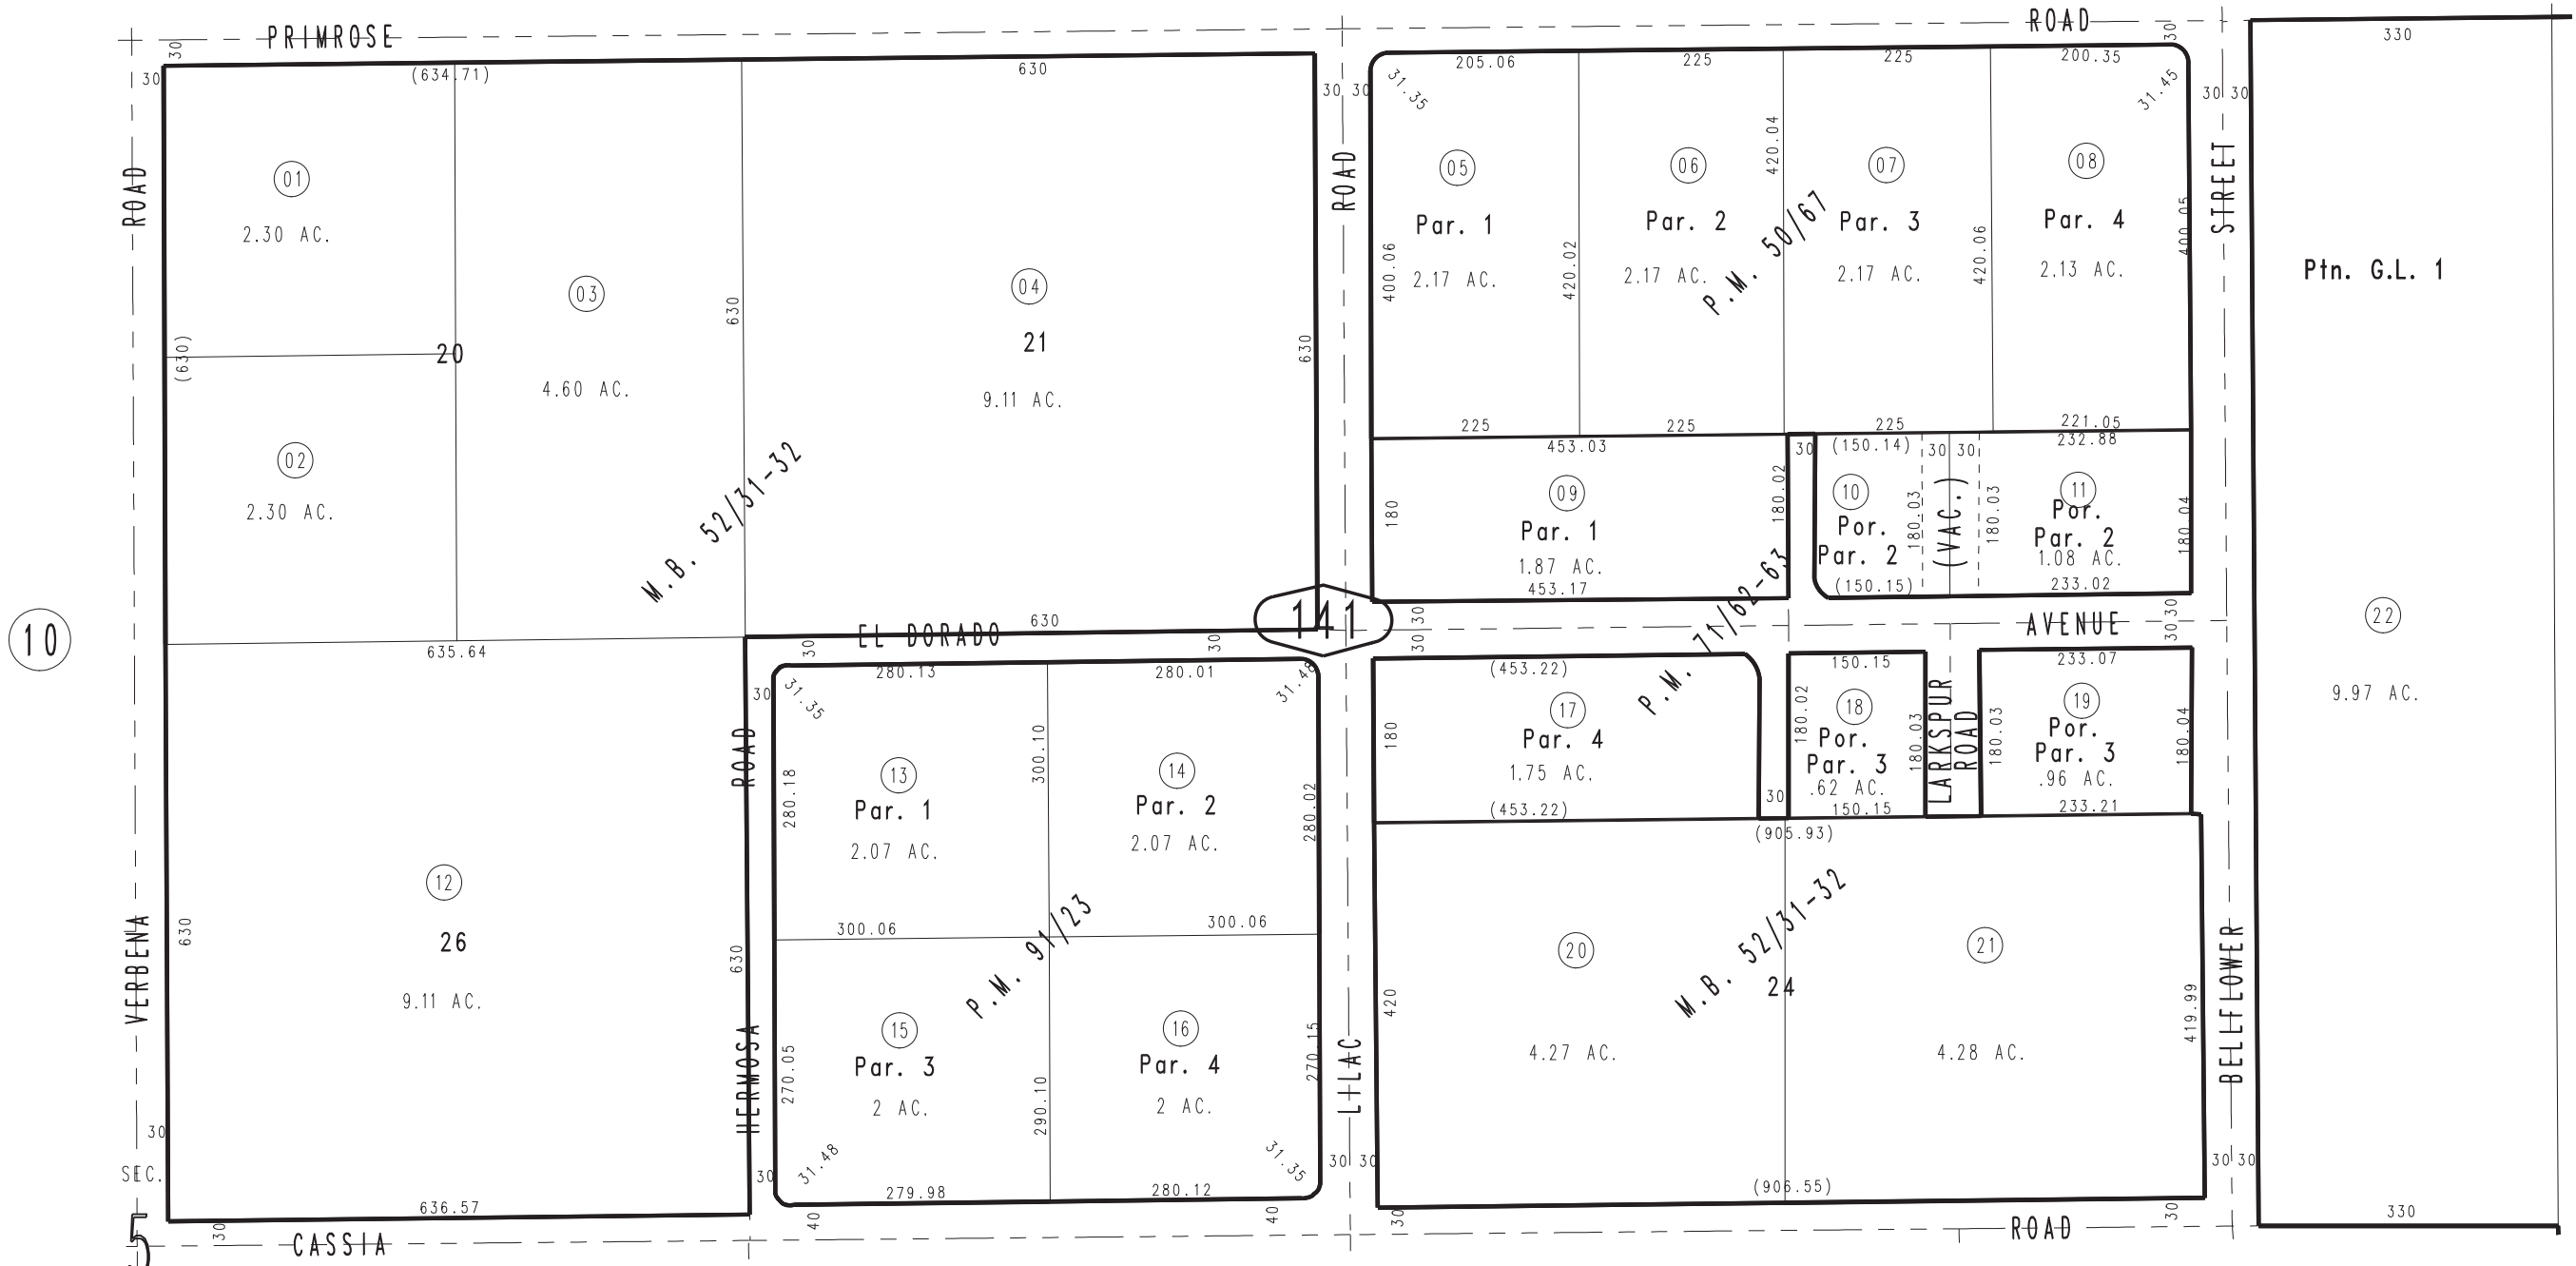 PRIMROSE
ROAD
30
30
(634.71)
630
30 30
205.06
225
225
200.35
30
30 30
330
31.35
31.45
ROAD
ROAD
STREET
01
2.30 AC.
02
2.30 AC.
(630)
20
03
4.60 AC.
630
04
21
9.11 AC.
630
M.B. 52/31-32
05
Par. 1
2.17 AC.
400.06
420.02
06
Par. 2
2.17 AC.
420.04
P.M. 50/67
07
Par. 3
2.17 AC.
420.06
08
Par. 4
2.13 AC.
400.05
Ptn. G.L. 1
225
225
225
221.05
453.03
30
(150.14)
30 30
232.88
180
09
Par. 1
1.87 AC.
453.17
180.02
10
Por.
Par. 2
(150.15)
180.03
(VAC.)
180.03
11
Por.
Par. 2
1.08 AC.
233.02
180.04
10
141
635.64
630
EL DORADO
AVENUE
30
30
30
30
30
30
22
9.97 AC.
P.M. 71/62-63
30
31.35
280.13
280.01
31.48
(453.22)
150.15
233.07
ROAD
280.18
13
Par. 1
2.07 AC.
300.10
14
Par. 2
2.07 AC.
280.02
180
17
Par. 4
1.75 AC.
(453.22)
30
180.02
18
Por.
Par. 3
.62 AC.
150.15
180.03
LARKSPUR
ROAD
180.03
19
Por.
Par. 3
.96 AC.
233.21
180.04
(905.93)
12
26
9.11 AC.
630
VERBENA
630
HERMOSA
300.06
300.06
P.M. 91/23
15
Par. 3
2 AC.
270.05
290.10
16
Par. 4
2 AC.
270.15
LILAC
420
20
4.27 AC.
M.B. 52/31-32
24
21
4.28 AC.
419.99
BELLFLOWER
30
SEC.
5
30
31.48
31.35
30 30
30 30
636.57
279.98
280.12
(906.55)
330
30
40
40
30
30
CASSIA
ROAD